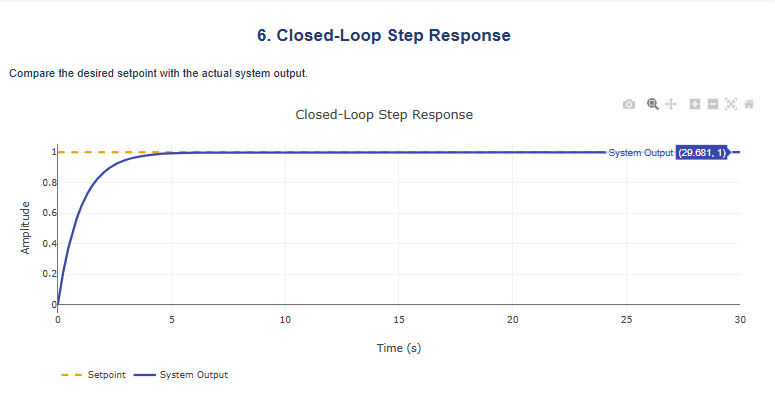 6. Closed-Loop Step Response
Compare the desired setpoint with the actual system output.
Closed-Loop Step Response
1
0.8
0.6
0.4
0.2
0
Amplitude
System Output (29.681, 1)
0 5 10 15 20 25 30
Time (s)
Setpoint System Output